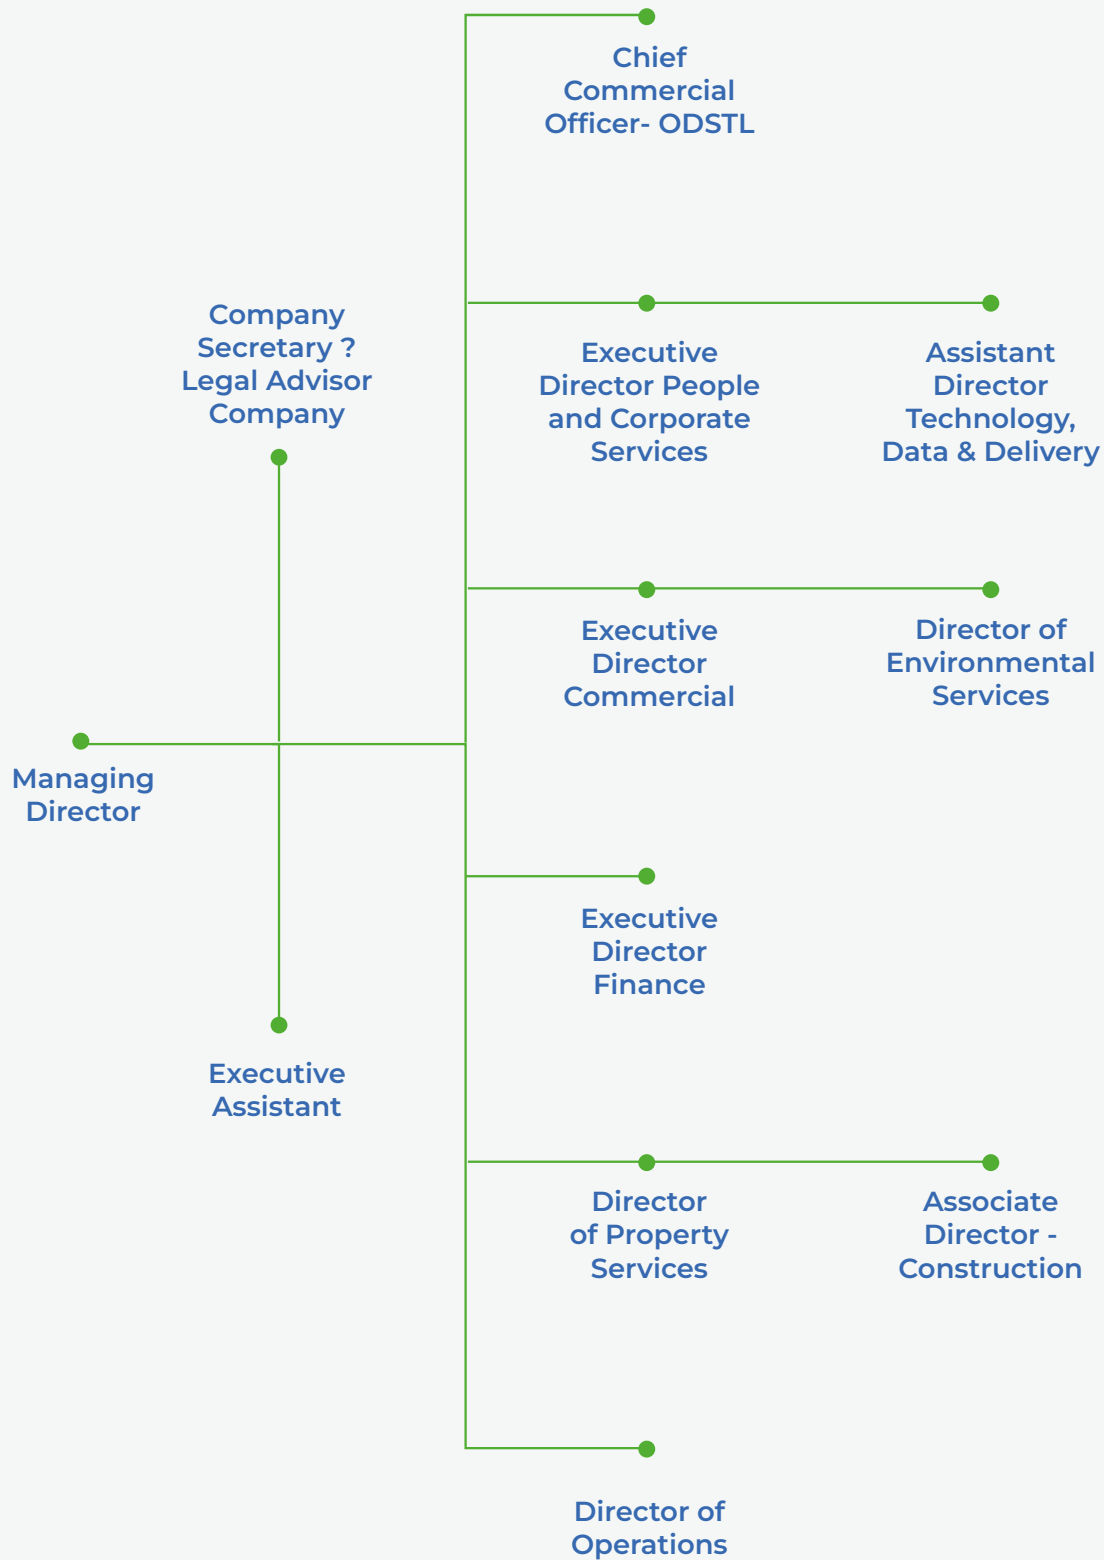 Chief
Commercial
Officer- ODSTL
Company
Secretary ?
Legal Advisor
Company
Executive
Director People
and Corporate
Services
Assistant
Director
Technology,
Data & Delivery
Executive
Director
Commercial
Director of
Environmental
Services
Managing
Director
Executive
Director
Finance
Executive
Assistant
Director
of Property
Services
Associate
Director -
Construction
Director of
Operations